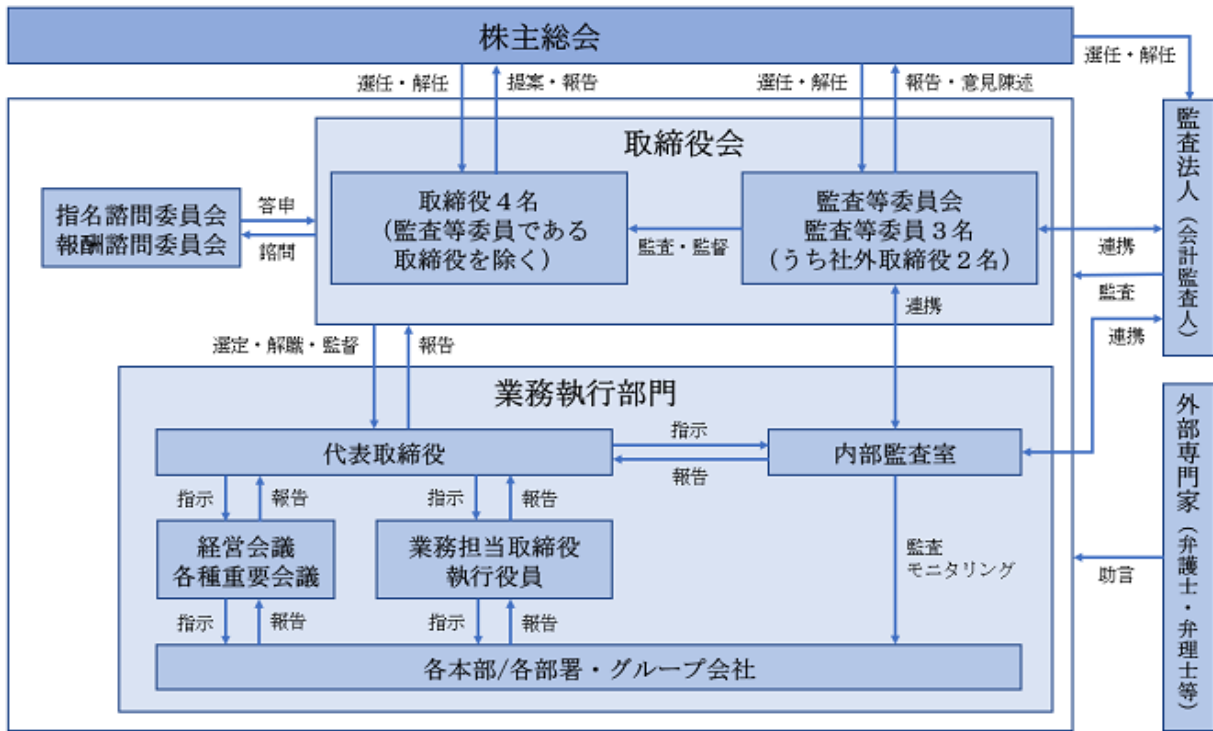 株主総会
選任・解任
提案・報告
選任・解任
報告・意見陳述
選任・解任
取締役会
指名諮問委員会
報酬諮問委員会
答申
諮問
取締役4名
(監査等委員である
取締役を除く)
監査・監督
監査等委員会
監査等委員3名
(うち社外取締役2名)
連携
監査
連携
監査法人(会計監査人)
連携
選定・解職・監督
報告
業務執行部門
代表取締役
指示
報告
内部監査室
指示
報告
指示
報告
経営会議
各種重要会議
業務担当取締役
執行役員
監査
モニタリング
助言
外部専門家(弁護士・弁理士等)
指示
報告
指示
報告
各本部/各部署・グループ会社